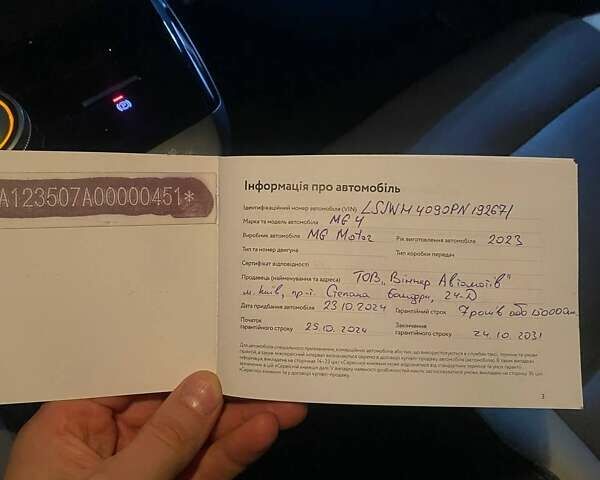 A123507A00000451*
Інформація про автомобіль
Ідентифікаційний номер автомобіля (VIN) LSJWH4090PN192671
Марка та модель автомобіля MG 4
Виробник автомобіля MG Motor Рік виготовлення автомобіля 2023
Тип та номер двигуна Тип коробки передач
Сертифікат відповідності
Продавець (найменування та адреса) ТОВ „Віннер Автомотів"
м. Київ, пр-т. Степана Бандери, 24-Д
Дата придбання автомобіля 23.10.2024 Гарантійний строк 7 років або 150000км.
Початок гарантійного строку 25.10.2024 Закінчення гарантійного строку 24.10.2031
3